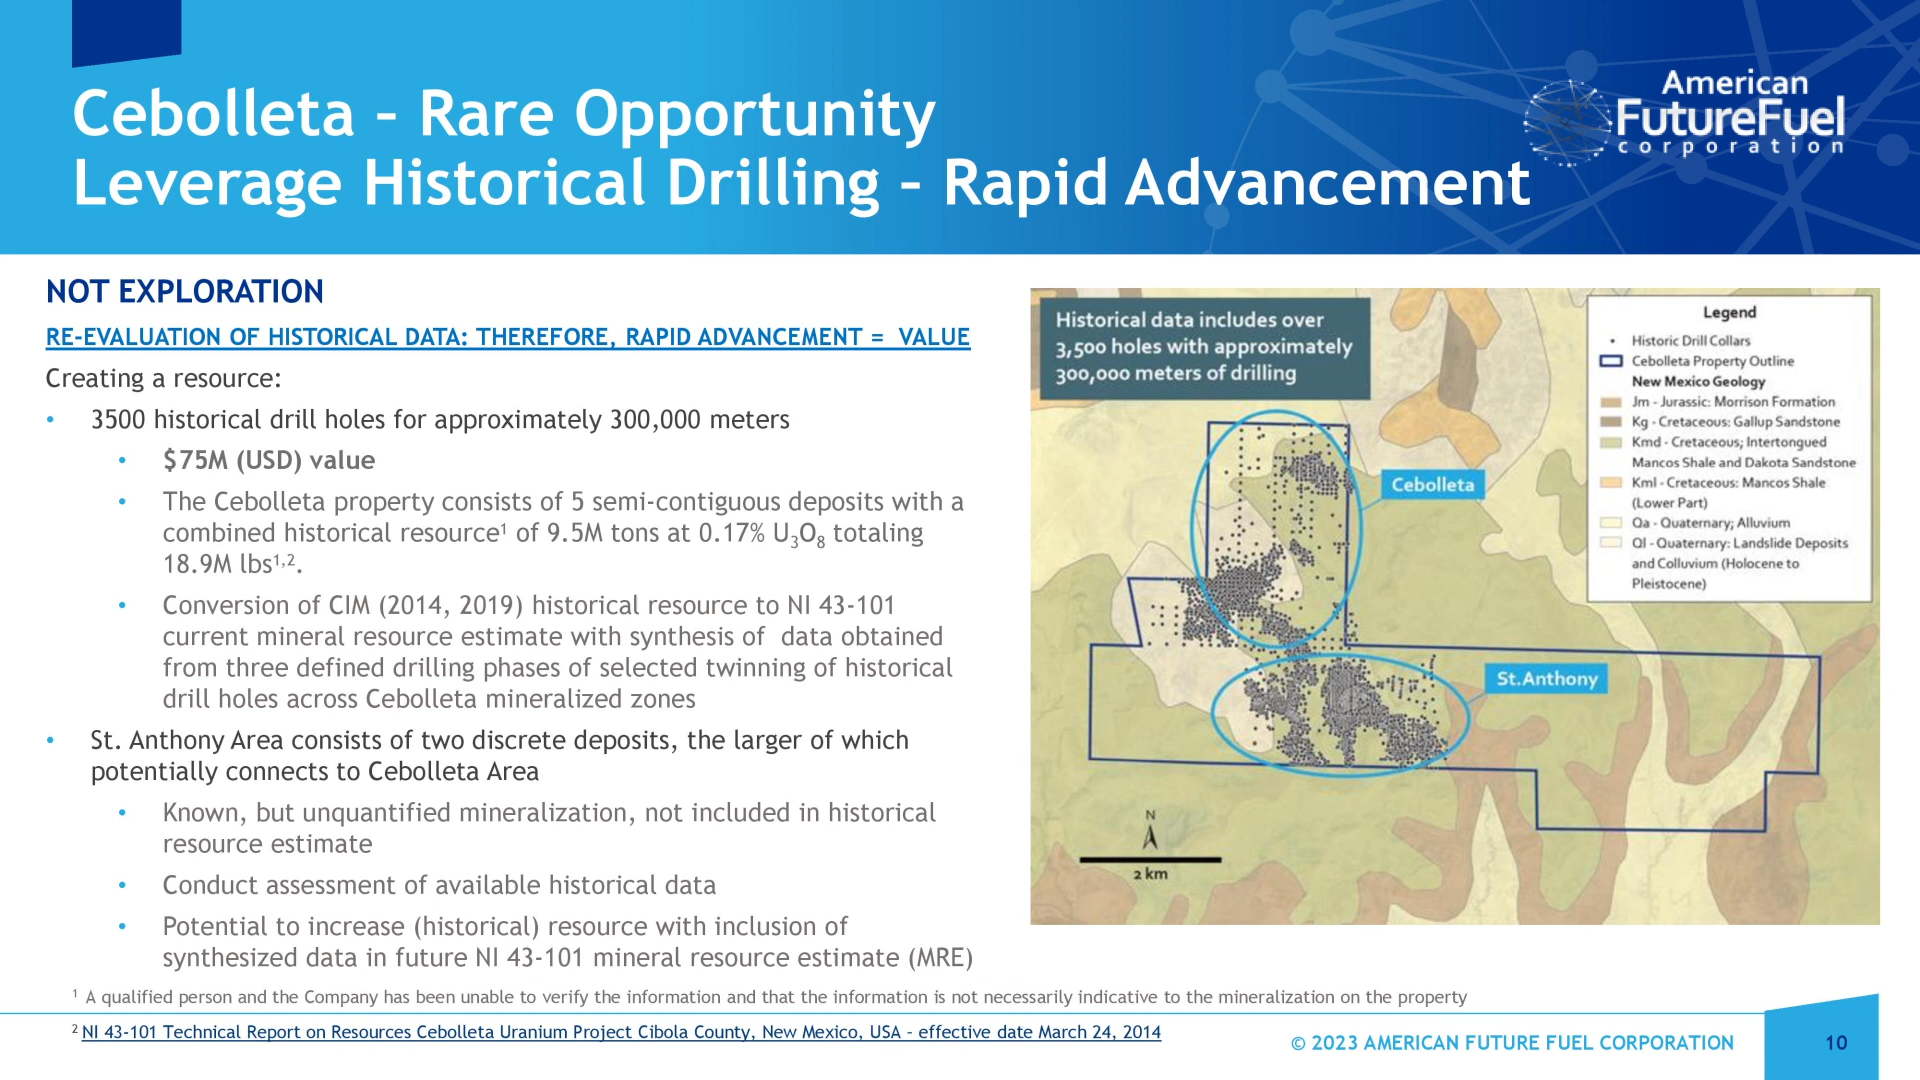 Cebolleta – Rare Opportunity
Leverage Historical Drilling – Rapid Advancement
American
FutureFuel
corporation
NOT EXPLORATION
RE-EVALUATION OF HISTORICAL DATA: THEREFORE, RAPID ADVANCEMENT = VALUE
Creating a resource:
• 3500 historical drill holes for approximately 300,000 meters
• $75M (USD) value
• The Cebolleta property consists of 5 semi-contiguous deposits with a
combined historical resource¹ of 9.5M tons at 0.17% U₃O₈ totaling
18.9M lbs¹,².
• Conversion of CIM (2014, 2019) historical resource to NI 43-101
current mineral resource estimate with synthesis of data obtained
from three defined drilling phases of selected twinning of historical
drill holes across Cebolleta mineralized zones
• St. Anthony Area consists of two discrete deposits, the larger of which
potentially connects to Cebolleta Area
• Known, but unquantified mineralization, not included in historical
resource estimate
• Conduct assessment of available historical data
• Potential to increase (historical) resource with inclusion of
synthesized data in future NI 43-101 mineral resource estimate (MRE)
Historical data includes over
3,500 holes with approximately
300,000 meters of drilling
Legend
Historic Drill Collars
Cebolleta Property Outline
New Mexico Geology
Jm - Jurassic: Morrison Formation
Kg - Cretaceous: Gallup Sandstone
Kmd - Cretaceous; Intertongued
Mancos Shale and Dakota Sandstone
Kml - Cretaceous: Mancos Shale
(Lower Part)
Qa - Quaternary; Alluvium
Ql - Quaternary: Landslide Deposits
and Colluvium (Holocene to
Pleistocene)
Cebolleta
St.Anthony
N
2 km
¹ A qualified person and the Company has been unable to verify the information and that the information is not necessarily indicative to the mineralization on the property
² NI 43-101 Technical Report on Resources Cebolleta Uranium Project Cibola County, New Mexico, USA – effective date March 24, 2014
© 2023 AMERICAN FUTURE FUEL CORPORATION
10